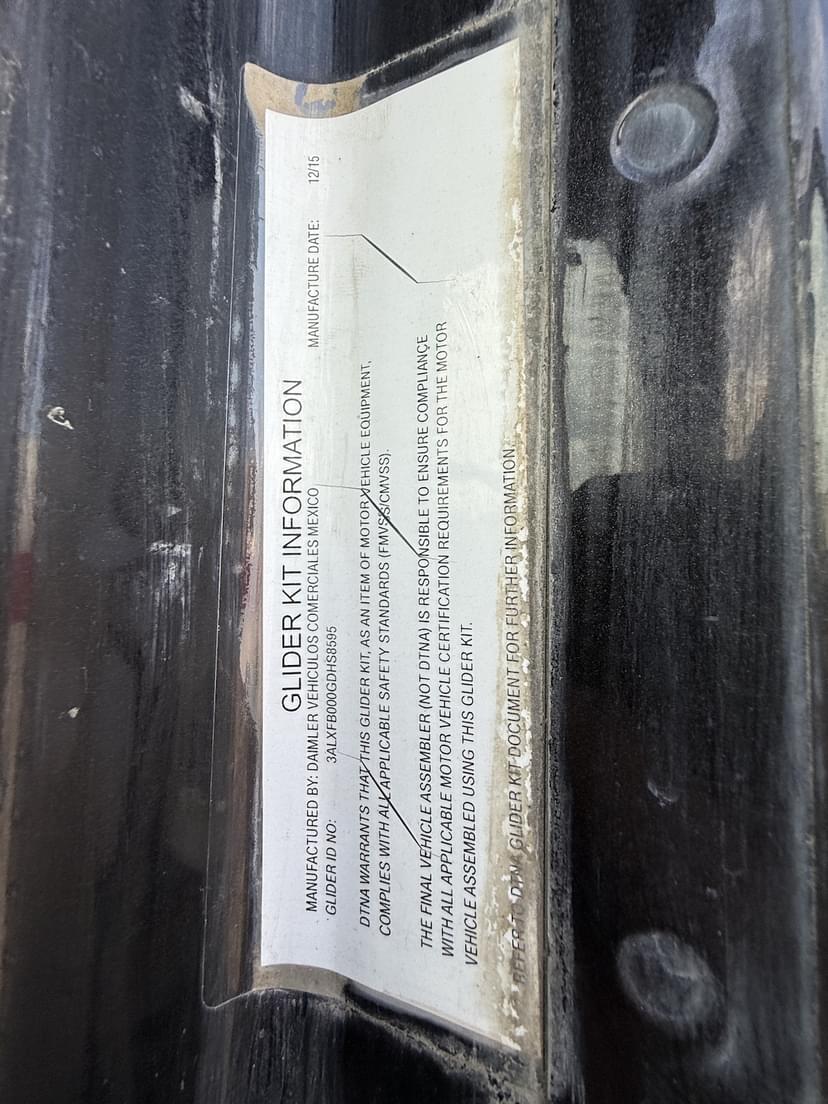 GLIDER KIT INFORMATION
MANUFACTURED BY: DAIMLER VEHICULOS COMERCIALES MEXICO MANUFACTURE DATE: 12/15
GLIDER ID NO: 3ALXFB000GDHS8595
DTNA WARRANTS THAT THIS GLIDER KIT, AS AN ITEM OF MOTOR VEHICLE EQUIPMENT,
COMPLIES WITH ALL APPLICABLE SAFETY STANDARDS (FMVSS/CMVSS).
THE FINAL VEHICLE ASSEMBLER (NOT DTNA) IS RESPONSIBLE TO ENSURE COMPLIANCE
WITH ALL APPLICABLE MOTOR VEHICLE CERTIFICATION REQUIREMENTS FOR THE MOTOR
VEHICLE ASSEMBLED USING THIS GLIDER KIT.
REFER TO DTNA GLIDER KIT DOCUMENT FOR FURTHER INFORMATION